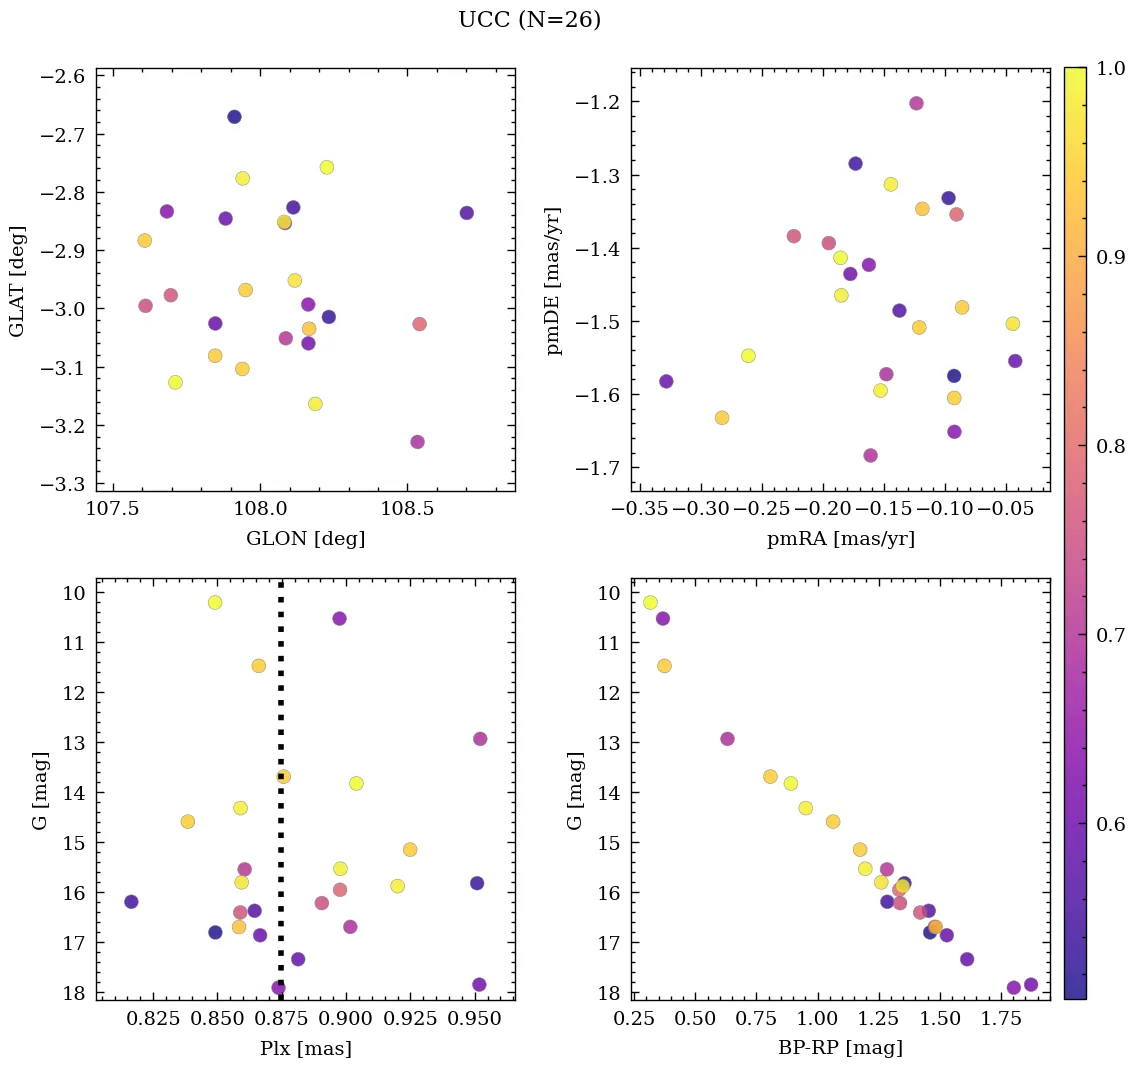 UCC (N=26)
−2.6
−2.7
−2.8
−2.9
−3.0
−3.1
−3.2
−3.3
GLAT [deg]
107.5 108.0 108.5
GLON [deg]
−1.2
−1.3
−1.4
−1.5
−1.6
−1.7
pmDE [mas/yr]
−0.35 −0.30 −0.25 −0.20 −0.15 −0.10 −0.05
pmRA [mas/yr]
10
11
12
13
14
15
16
17
18
G [mag]
0.825 0.850 0.875 0.900 0.925 0.950
Plx [mas]
10
11
12
13
14
15
16
17
18
G [mag]
0.25 0.50 0.75 1.00 1.25 1.50 1.75
BP-RP [mag]
1.0
0.9
0.8
0.7
0.6